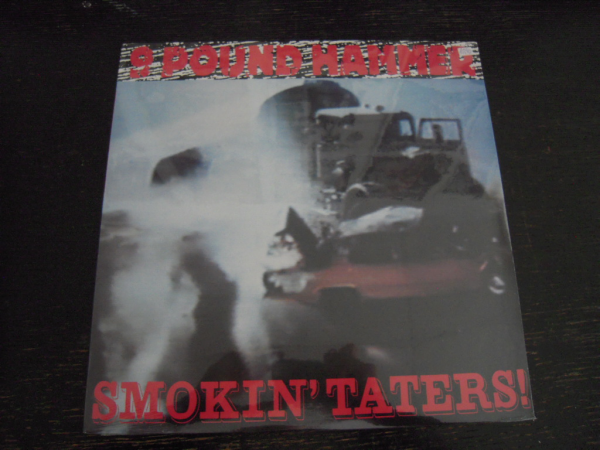 9 POUND HAMMER
SMOKIN' TATERS!